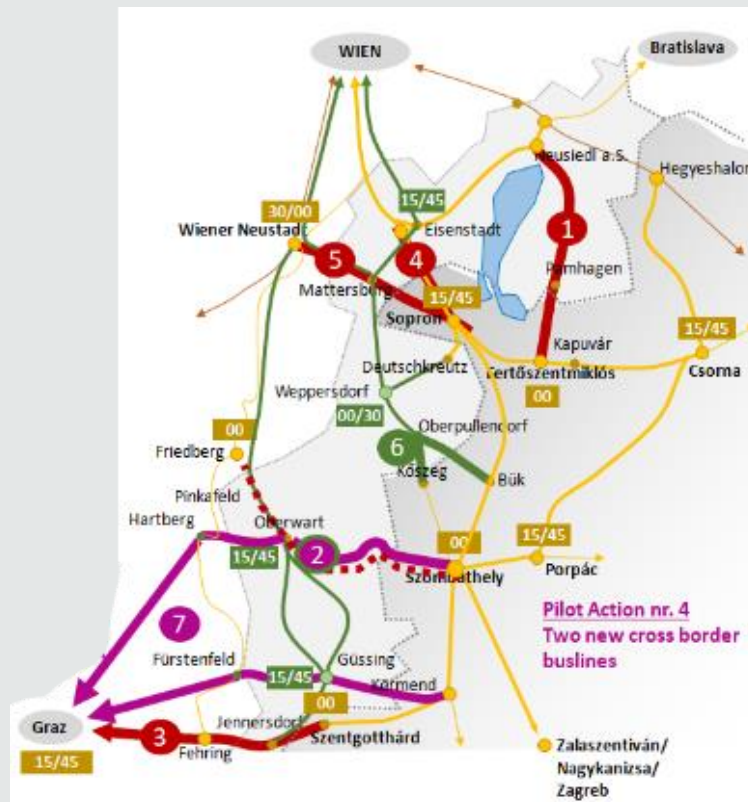 WIEN
Bratislava
Neusiedl a.S.
Hegyeshalom
30/00
15/45
Wiener Neustadt
Eisenstadt
1
5
4
Pamhagen
Mattersburg
15/45
Sopron
15/45
Kapuvár
Deutschkreutz
Fertőszentmiklós
Csorna
Weppersdorf
00
00/30
Oberpullendorf
00
6
Friedberg
Kőszeg
Bük
Pinkafeld
Hartberg
Oberwart
00
15/45
15/45
2
Szombathely
Porpác
7
Pilot Action nr. 4
Two new cross border
buslines
Fürstenfeld
15/45
Güssing
Körmend
00
Graz
Jennersdorf
3
Szentgotthárd
Fehring
15/45
Zalaszentiván/
Nagykanizsa/
Zagreb